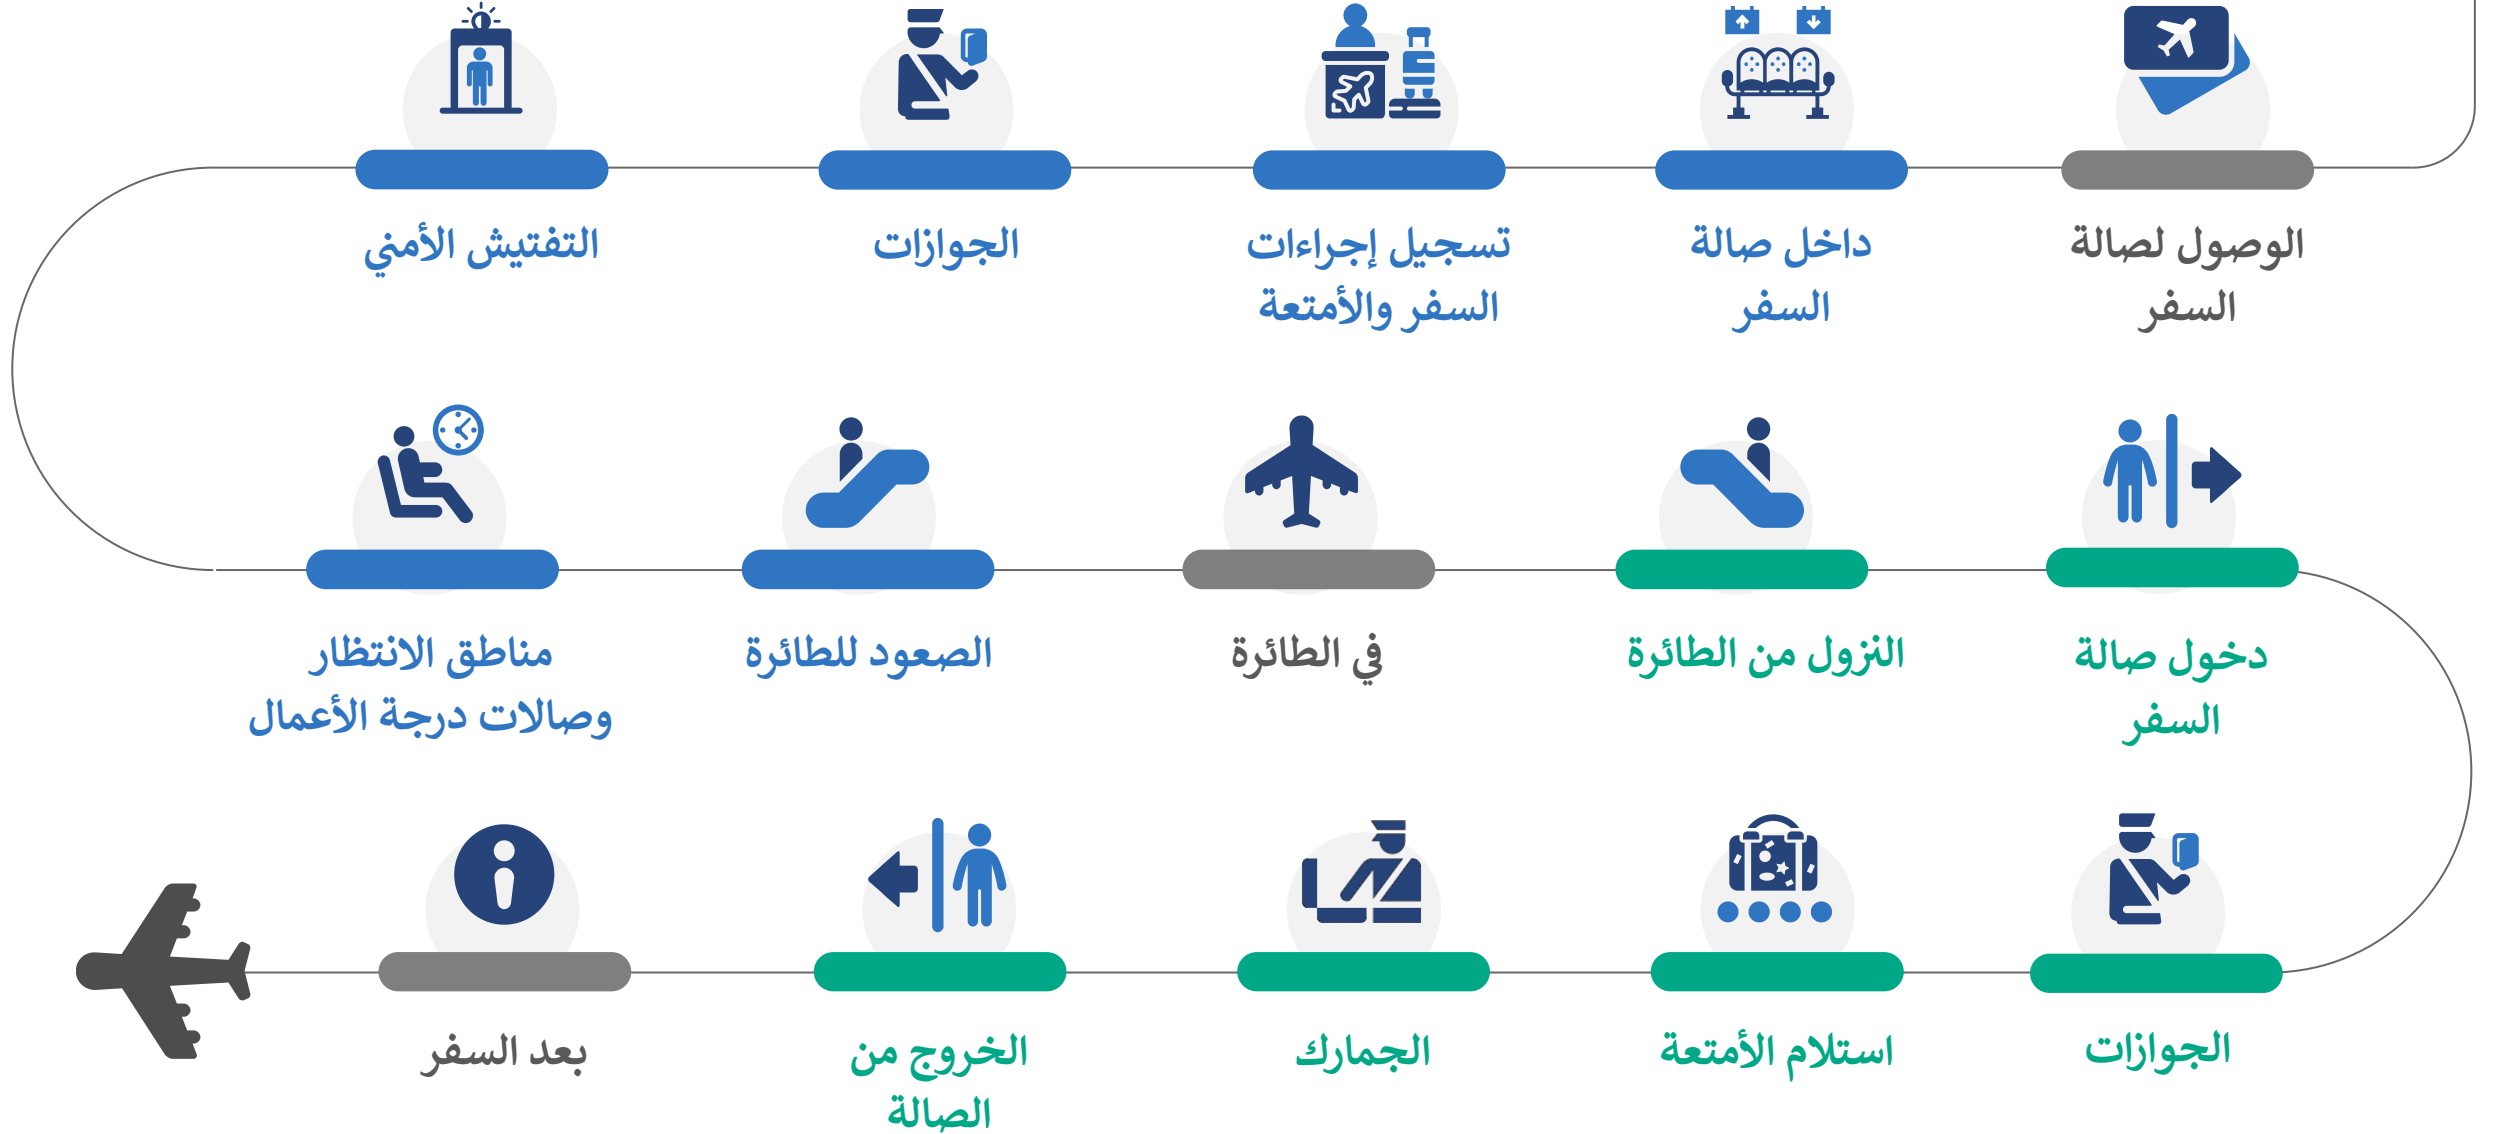 الوصول لصالة
السفر
داخل صالة
السفر
تسجيل إجراءات
السفر والأمتعة
الجوازات
التفتيش الأمني
مناطق الانتظار
وصالات درجة الأعمال
الصعود للطائرة
في الطائرة
النزول من الطائرة
داخل صالة
السفر
الجوازات
استلام الأمتعة
الجمارك
الخروج من
الصالة
بعد السفر